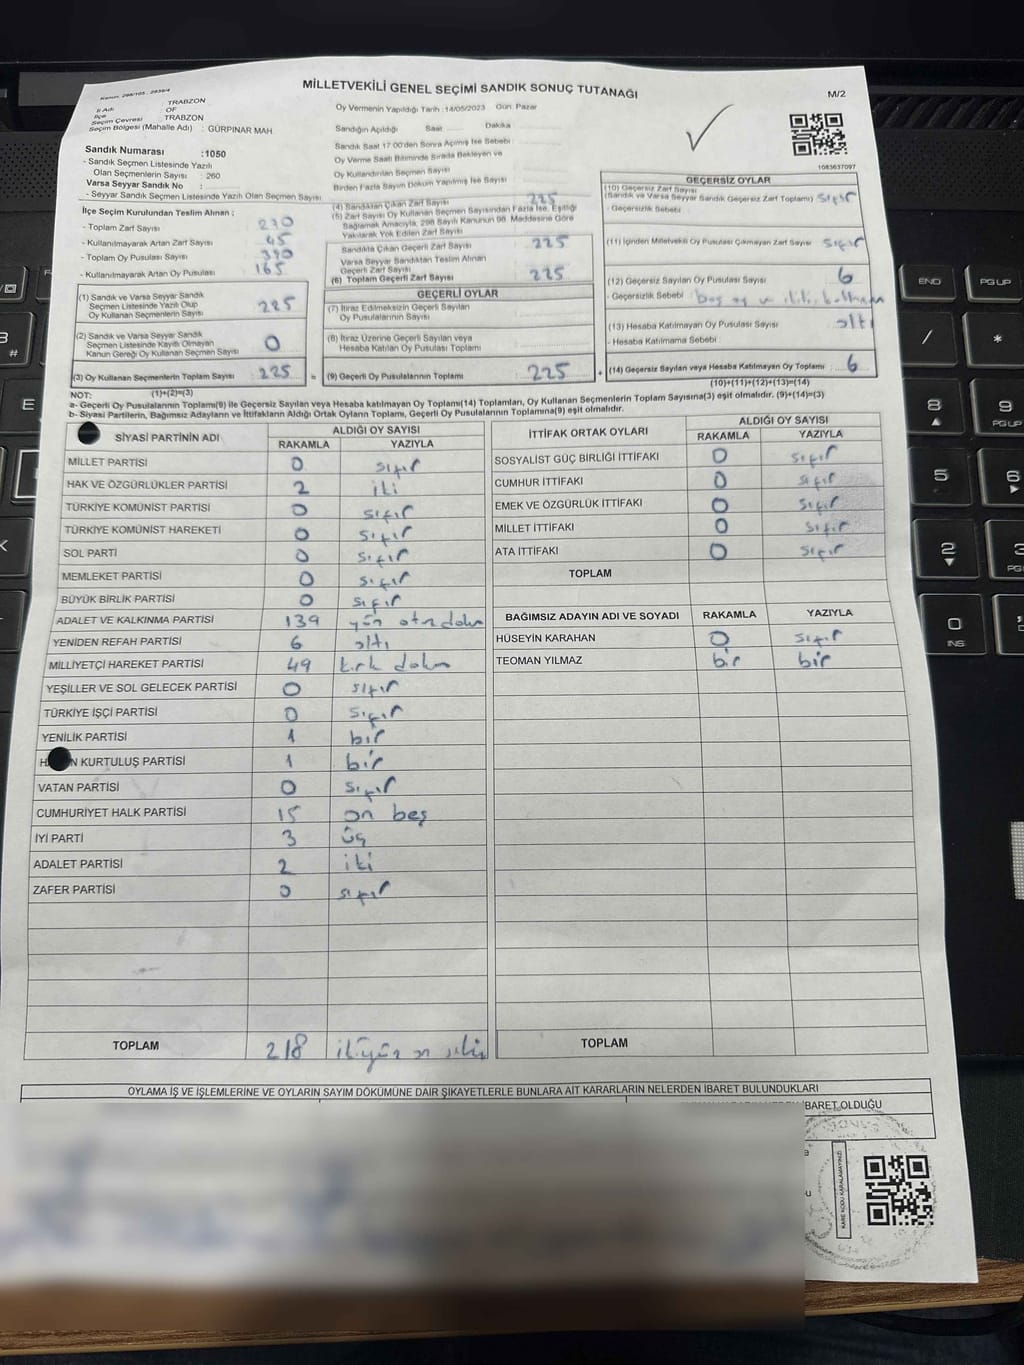 Kanun: 298/105 , 2839/4
MİLLETVEKİLİ GENEL SEÇİMİ SANDIK SONUÇ TUTANAĞI
M/2
İl Adı TRABZON
İlçe OF
Seçim Çevresi TRABZON
Seçim Bölgesi (Mahalle Adı) : GÜRPINAR MAH
Sandık Numarası :1050
- Sandık Seçmen Listesinde Yazılı
Olan Seçmenlerin Sayısı : 260
Varsa Seyyar Sandık No :
- Seyyar Sandık Seçmen Listesinde Yazılı Olan Seçmen Sayısı
Oy Vermenin Yapıldığı Tarih :14/05/2023 Gün: Pazar
Sandığın Açıldığı Saat ...... Dakika ......
Sandık Saat 17.00'den Sonra Açılmış İse Sebebi
Oy Verme Saati Bitiminde Sırada Bekleyen ve
Oy Kullandırılan Seçmen Sayısı
Birden Fazla Sayım Döküm Yapılmış İse Sayısı
1083637097
İlçe Seçim Kurulundan Teslim Alınan ;
- Toplam Zarf Sayısı 270
- Kullanılmayarak Artan Zarf Sayısı 45
- Toplam Oy Pusulası Sayısı 390
- Kullanılmayarak Artan Oy Pusulası 165
(4) Sandıktan Çıkan Zarf Sayısı 225
(5) Zarf Sayısı Oy Kullanan Seçmen Sayısından Fazla İse, Eşitliği
Sağlamak Amacıyla, 298 Sayılı Kanunun 98. Maddesine Göre
Yakılarak Yok Edilen Zarf Sayısı
Sandıkta Çıkan Geçerli Zarf Sayısı 225
Varsa Seyyar Sandıktan Teslim Alınan
Geçerli Zarf Sayısı
(6) Toplam Geçerli Zarf Sayısı 225
GEÇERSİZ OYLAR
(10) Geçersiz Zarf Sayısı
(Sandık ve Varsa Seyyar Sandık Geçersiz Zarf Toplamı) sıfır
- Geçersizlik Sebebi
(11) İçinden Milletvekili Oy Pusulası Çıkmayan Zarf Sayısı sıfır
(12) Geçersiz Sayılan Oy Pusulası Sayısı 6
- Geçersizlik Sebebi boş oy
(13) Hesaba Katılmayan Oy Pusulası Sayısı altı
- Hesaba Katılmama Sebebi
(14) Geçersiz Sayılan veya Hesaba Katılmayan Oy Toplamı 6
(10)+(11)+(12)+(13)=(14)
(1) Sandık ve Varsa Seyyar Sandık
Seçmen Listesinde Yazılı Olup
Oy Kullanan Seçmenlerin Sayısı 225
(2) Sandık ve Varsa Seyyar Sandık
Seçmen Listesinde Kayıtlı Olmayan
Kanun Gereği Oy Kullanan Seçmen Sayısı 0
(3) Oy Kullanan Seçmenlerin Toplam Sayısı 225
(1)+(2)=(3)
GEÇERLİ OYLAR
(7) İtiraz Edilmeksizin Geçerli Sayılan
Oy Pusulalarının Sayısı
(8) İtiraz Üzerine Geçerli Sayılan veya
Hesaba Katılan Oy Pusulası Toplamı
= (9) Geçerli Oy Pusulalarının Toplamı 225 +
NOT:
a- Geçerli Oy Pusulalarının Toplamı(9) ile Geçersiz Sayılan veya Hesaba katılmayan Oy Toplamı(14) Toplamları, Oy Kullanan Seçmenlerin Toplam Sayısına(3) eşit olmalıdır. (9)+(14)=(3)
b- Siyasi Partilerin, Bağımsız Adayların ve İttifakların Aldığı Ortak Oyların Toplamı, Geçerli Oy Pusulalarının Toplamına(9) eşit olmalıdır.
SİYASİ PARTİNİN ADI ALDIĞI OY SAYISI
RAKAMLA YAZIYLA
MİLLET PARTİSİ 0 sıfır
HAK VE ÖZGÜRLÜKLER PARTİSİ 2 iki
TÜRKİYE KOMÜNİST PARTİSİ 0 sıfır
TÜRKİYE KOMÜNİST HAREKETİ 0 sıfır
SOL PARTİ 0 sıfır
MEMLEKET PARTİSİ 0 sıfır
BÜYÜK BİRLİK PARTİSİ 0 sıfır
ADALET VE KALKINMA PARTİSİ 139 yüz otuz dokuz
YENİDEN REFAH PARTİSİ 6 altı
MİLLİYETÇİ HAREKET PARTİSİ 49 kırk dokuz
YEŞİLLER VE SOL GELECEK PARTİSİ 0 sıfır
TÜRKİYE İŞÇİ PARTİSİ 0 sıfır
YENİLİK PARTİSİ 1 bir
H N KURTULUŞ PARTİSİ 1 bir
VATAN PARTİSİ 0 sıfır
CUMHURİYET HALK PARTİSİ 15 on beş
İYİ PARTİ 3 üç
ADALET PARTİSİ 2 iki
ZAFER PARTİSİ 0 sıfır
TOPLAM 218 ikiyüz on sekiz
İTTİFAK ORTAK OYLARI ALDIĞI OY SAYISI
RAKAMLA YAZIYLA
SOSYALİST GÜÇ BİRLİĞİ İTTİFAKI 0 sıfır
CUMHUR İTTİFAKI 0 sıfır
EMEK VE ÖZGÜRLÜK İTTİFAKI 0 sıfır
MİLLET İTTİFAKI 0 sıfır
ATA İTTİFAKI 0 sıfır
TOPLAM
BAĞIMSIZ ADAYIN ADI VE SOYADI RAKAMLA YAZIYLA
HÜSEYİN KARAHAN 0 sıfır
TEOMAN YILMAZ bir bir
TOPLAM
OYLAMA İŞ VE İŞLEMLERİNE VE OYLARIN SAYIM DÖKÜMÜNE DAİR ŞİKAYETLERLE BUNLARA AİT KARARLARIN NELERDEN İBARET BULUNDUKLARI
İBARET OLDUĞU
KARE KODU KARALAMAYINIZ!
END
PG UP
/
*
8
9
PG UP
5
6
2
3
0
INS